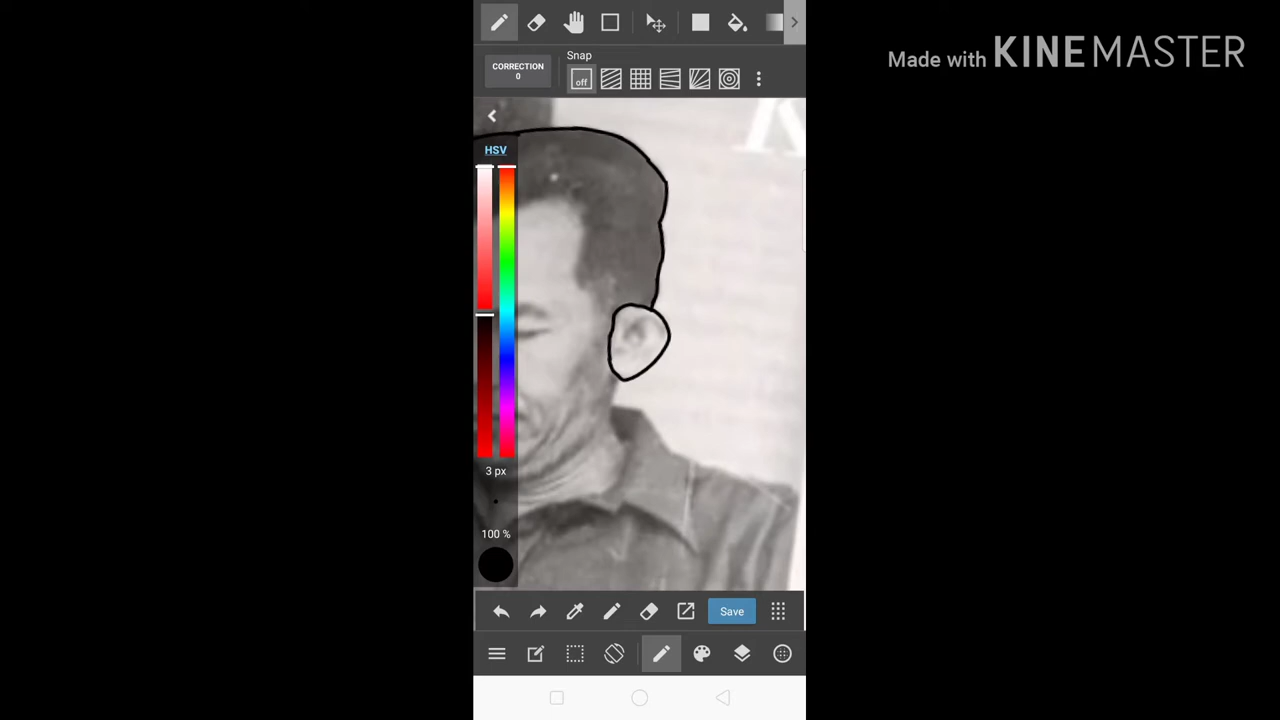 Made with KINEMASTER
CORRECTION
0
Snap
off
HSV
3 px
100 %
Save